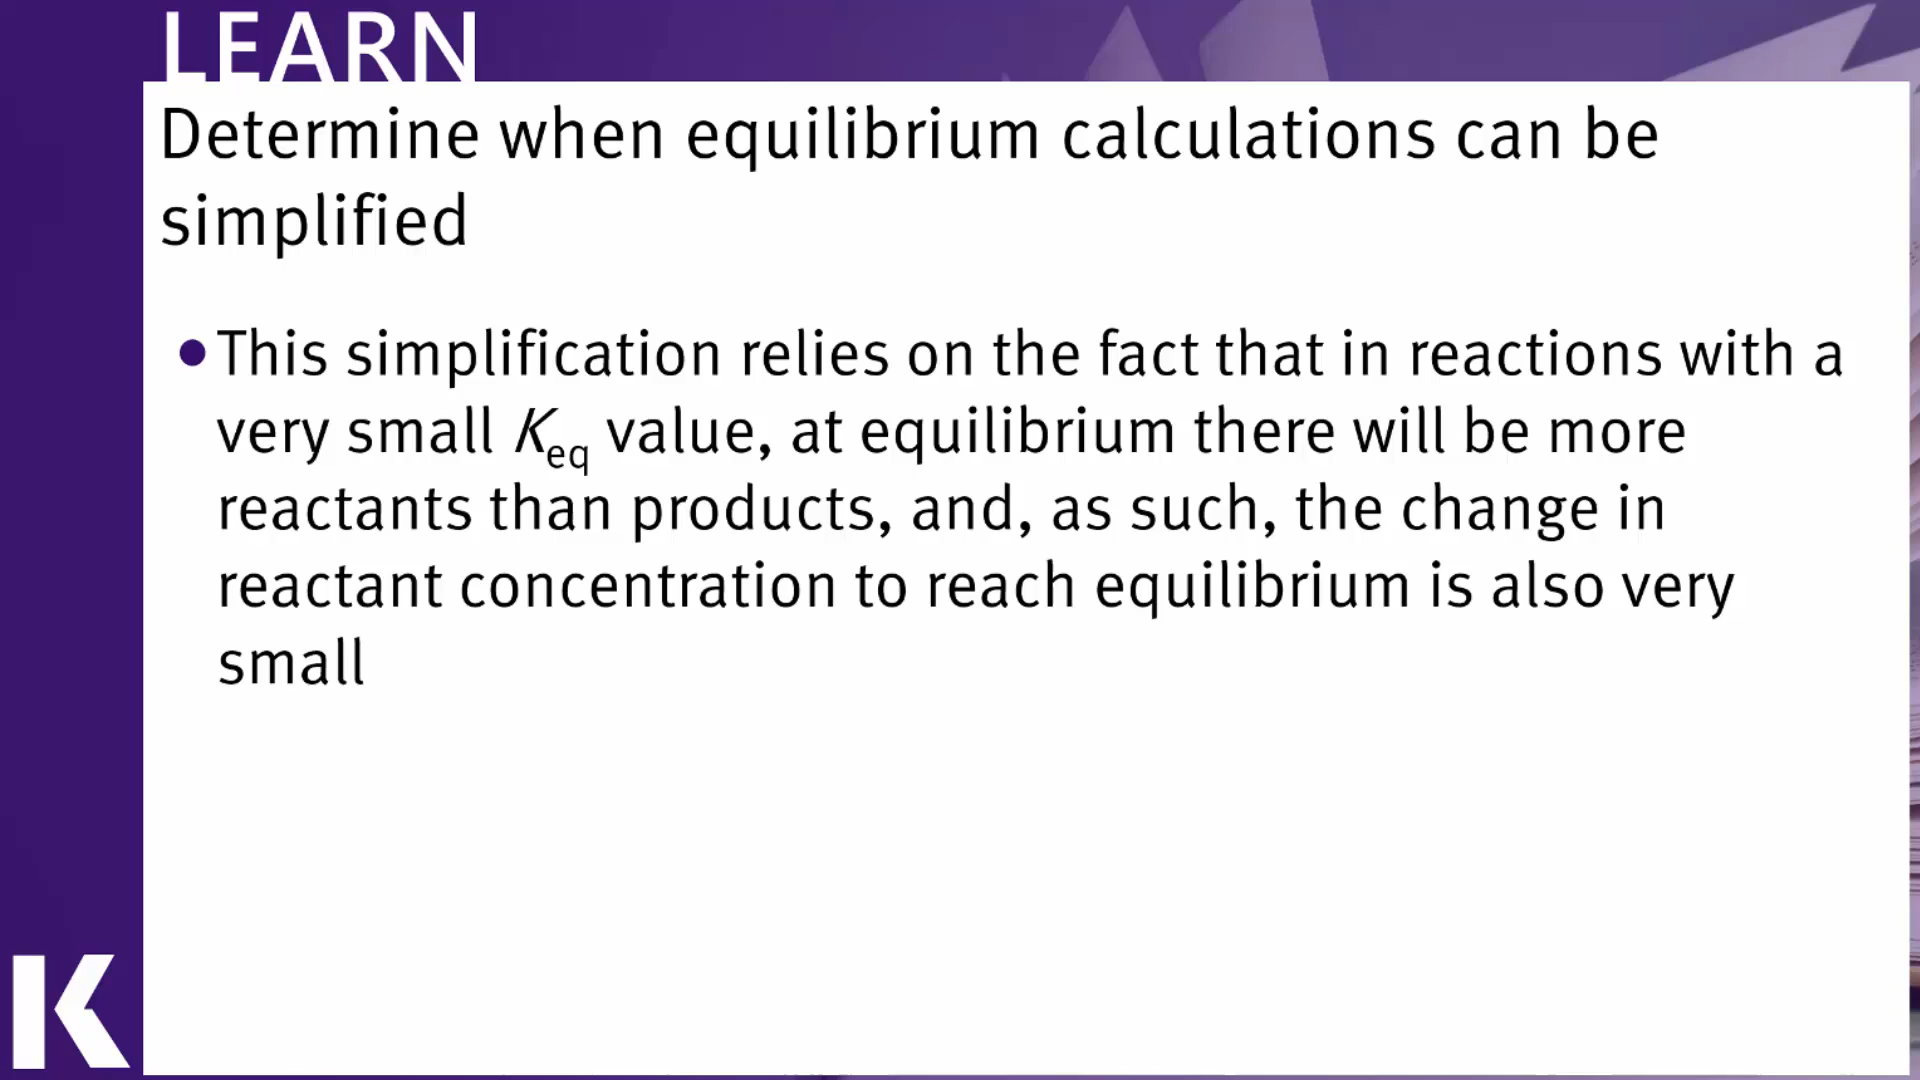 LEARN
Determine when equilibrium calculations can be
simplified
•This simplification relies on the fact that in reactions with a
very small Keq value, at equilibrium there will be more
reactants than products, and, as such, the change in
reactant concentration to reach equilibrium is also very
small
K